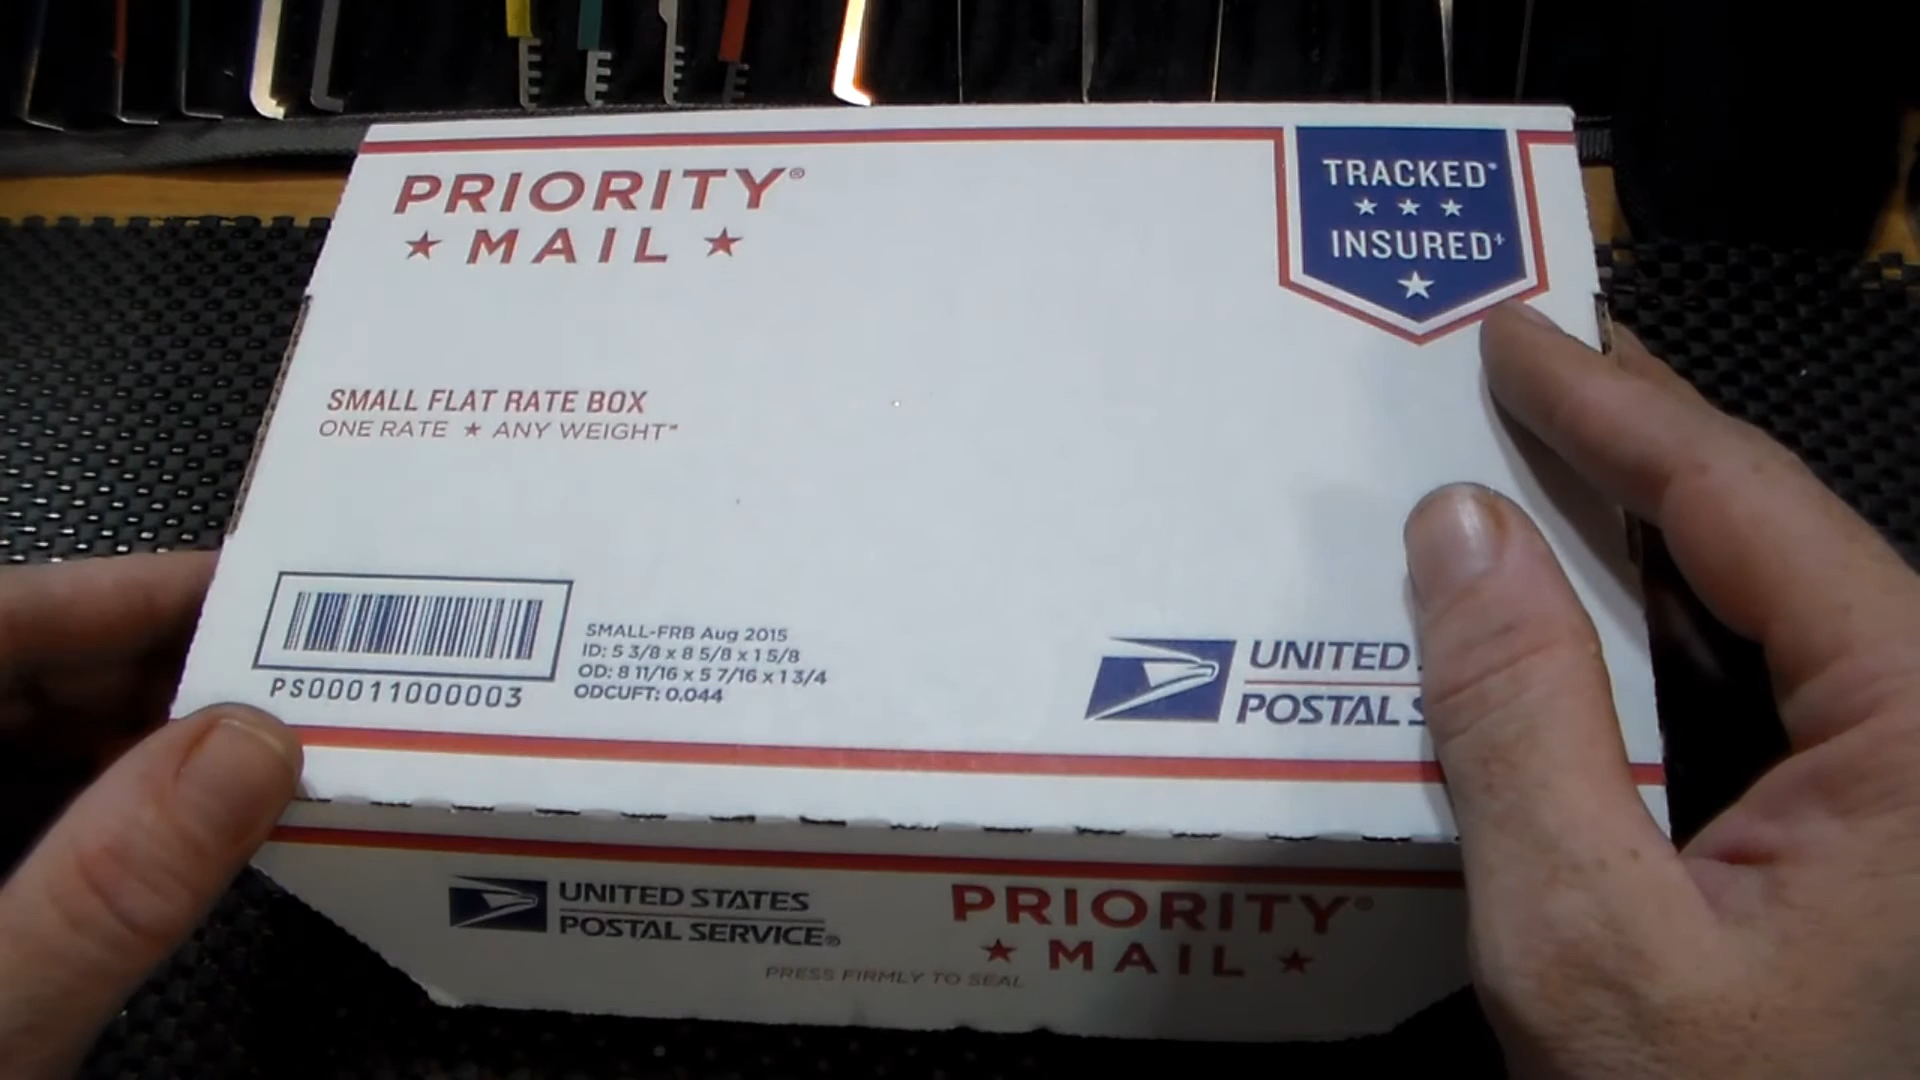 PRIORITY®
★ MAIL ★
TRACKED*
★ ★ ★
INSURED+
★
SMALL FLAT RATE BOX
ONE RATE ★ ANY WEIGHT*
PS00011000003
SMALL-FRB Aug 2015
ID: 5 3/8 x 8 5/8 x 1 5/8
OD: 8 11/16 x 5 7/16 x 1 3/4
ODCUFT: 0.044
UNITED
POSTAL S
UNITED STATES
POSTAL SERVICE®
PRIORITY®
★ MAIL ★
PRESS FIRMLY TO SEAL